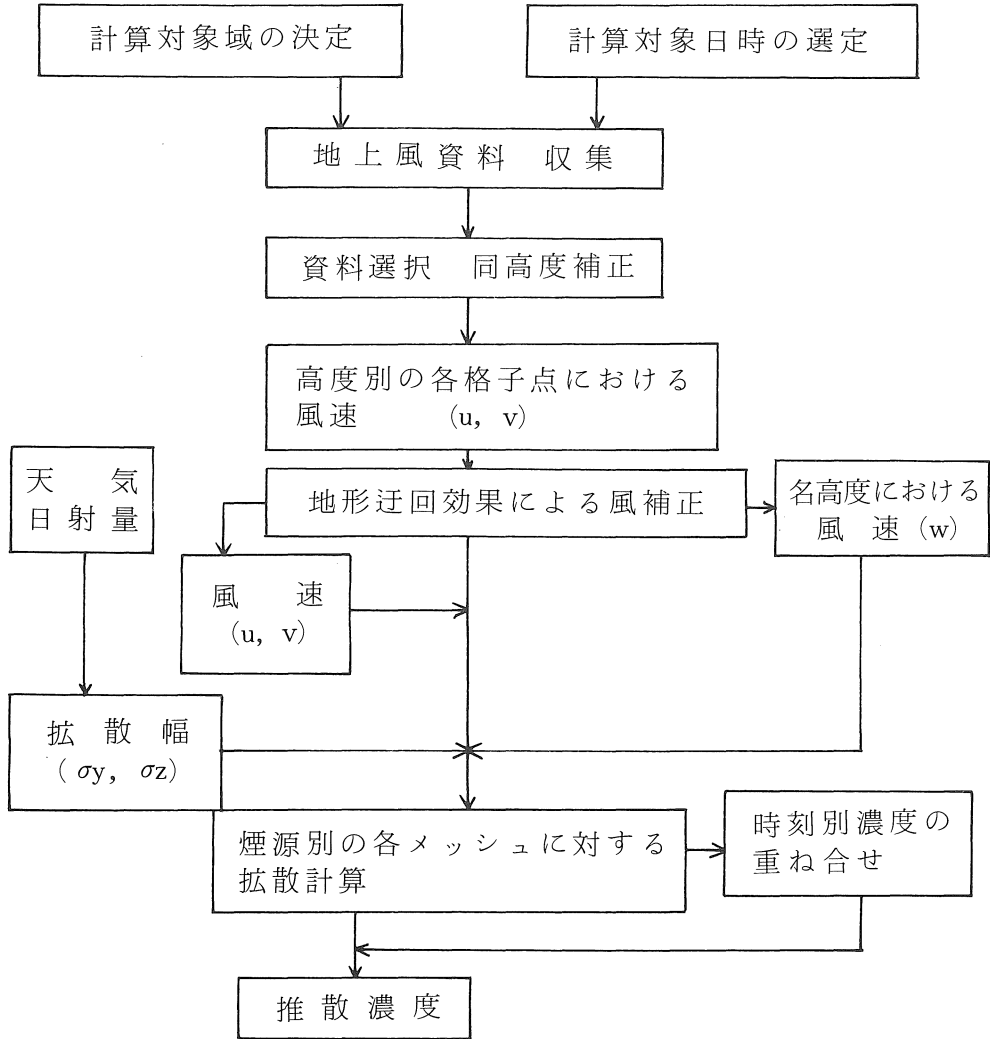 計算対象域の決定
計算対象日時の選定
地上風資料 収集
資料選択 同高度補正
高度別の各格子点における
風速 (u, v)
天 気
日射量
地形迂回効果による風補正
名高度における
風 速 (w)
風 速
(u, v)
拡 散 幅
( σy, σz)
煙源別の各メッシュに対する
拡散計算
時刻別濃度の
重ね合せ
推散濃度